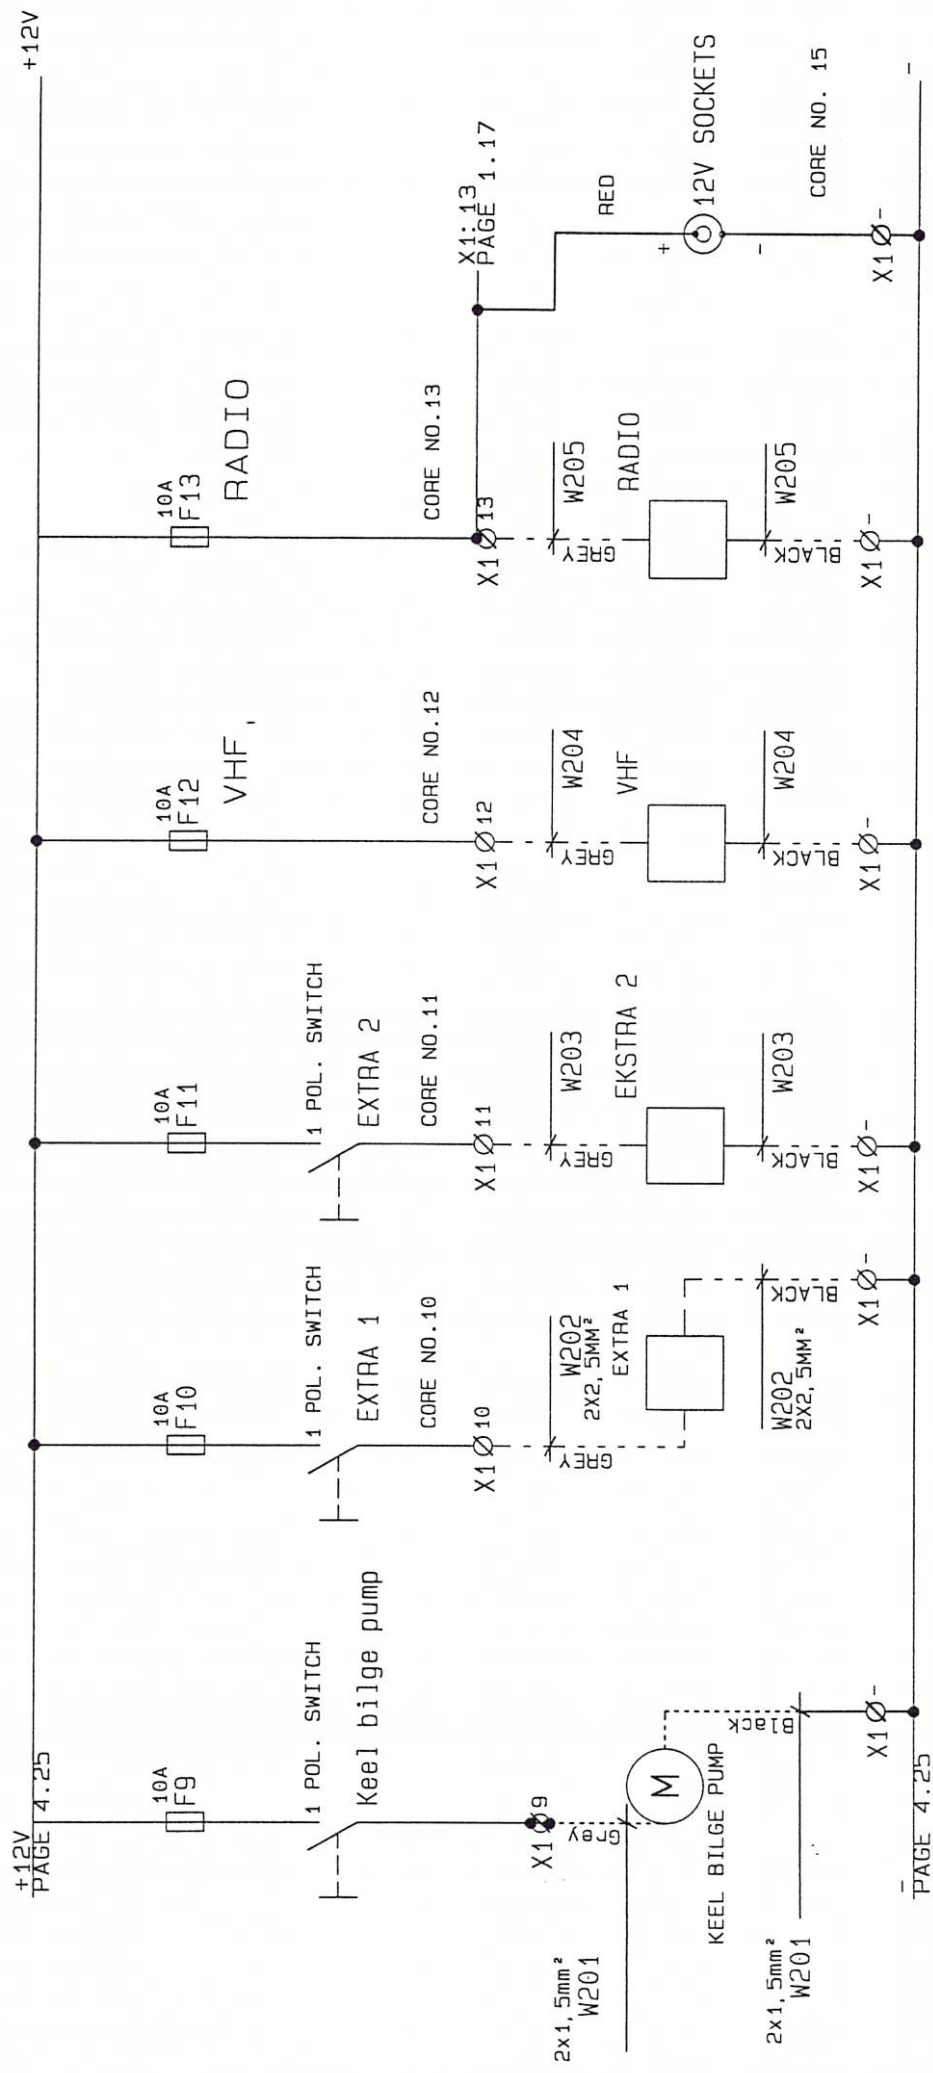 +12V
PAGE 4.25
+12V
10A
F9
10A
F10
10A
F11
10A
F12
10A
F13
VHF,
RADIO
1 POL. SWITCH
Keel bilge pump
1 POL. SWITCH
EXTRA 1
1 POL. SWITCH
EXTRA 2
CORE NO.10
CORE NO.11
CORE NO.12
CORE NO.13
X1:13
PAGE 1.17
X1 9
X1 10
X1 11
X1 12
X1 13
Grey
GREY
GREY
GREY
GREY
RED
2x1,5mm²
W201
W202
2X2,5MM²
EXTRA 1
W203
EKSTRA 2
W204
VHF
W205
RADIO
M
KEEL BILGE PUMP
+
12V SOCKETS
-
Black
BLACK
BLACK
BLACK
BLACK
2x1,5mm²
W201
W202
2X2,5MM²
W203
W204
W205
CORE NO. 15
X1 -
X1 -
X1 -
X1 -
X1 -
X1 -
-
PAGE 4.25
-